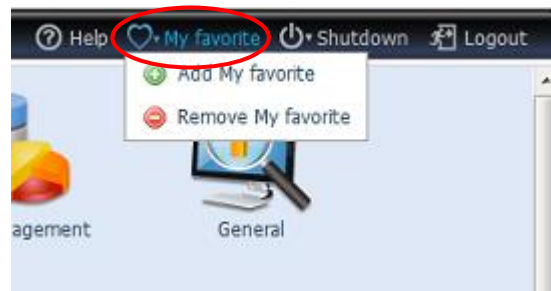 Help My favorite Shutdown Logout
Add My favorite
Remove My favorite
agement General